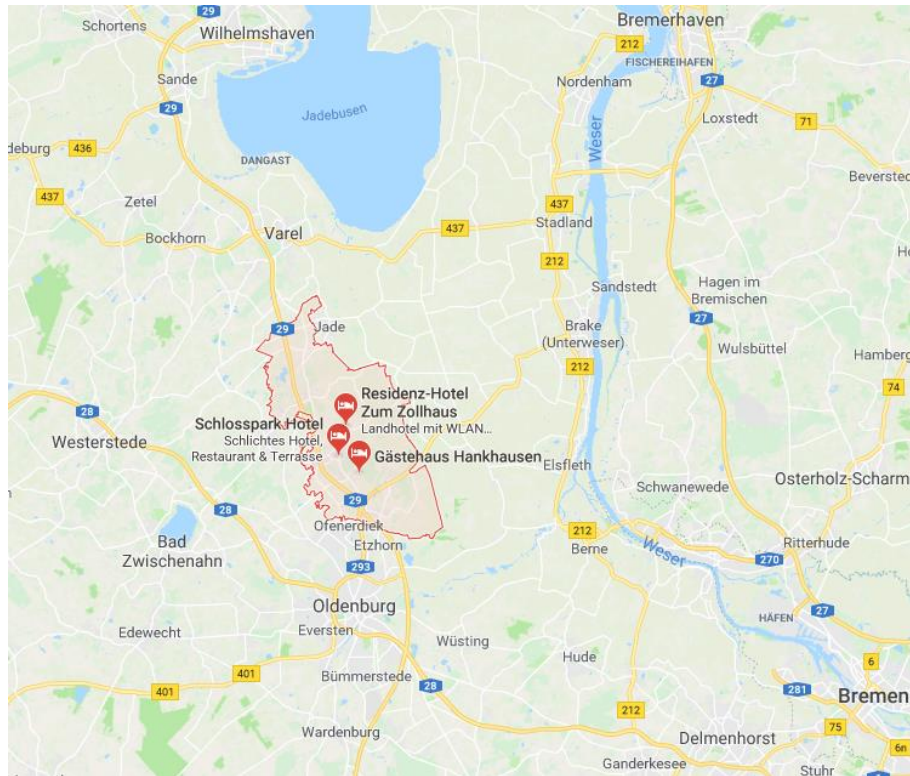 Bremerhaven
Schortens
Wilhelmshaven
212
FISCHEREIHAFEN
Sande
Nordenham
27
29
Jadebusen
Loxstedt
71
Weser
deburg
436
DANGAST
Beverste
437
Zetel
437
Varel
Stadland
Bockhorn
437
212
Sandstedt
Hagen im
Bremischen
29
Jade
Brake
(Unterweser)
27
Wulsbüttel
Hamberg
212
74
Residenz-Hotel
Zum Zollhaus
Landhotel mit WLAN...
28
Schlosspark Hotel
Schlichtes Hotel,
Restaurant & Terrasse
Westerstede
Gästehaus Hankhausen
Elsfleth
Osterholz-Scharm
Schwanewede
29
28
Ofenerdiek
212
Bad
Zwischenahn
Etzhorn
Berne
Weser
270
Ritterhude
293
Oldenburg
27
HÄFEN
Edewecht
Eversten
Wüsting
Hude
6
401
401
Bümmerstede
28
281
Bremen
212
75
Wardenburg
Delmenhorst
6n
Ganderkesee
Stuhr